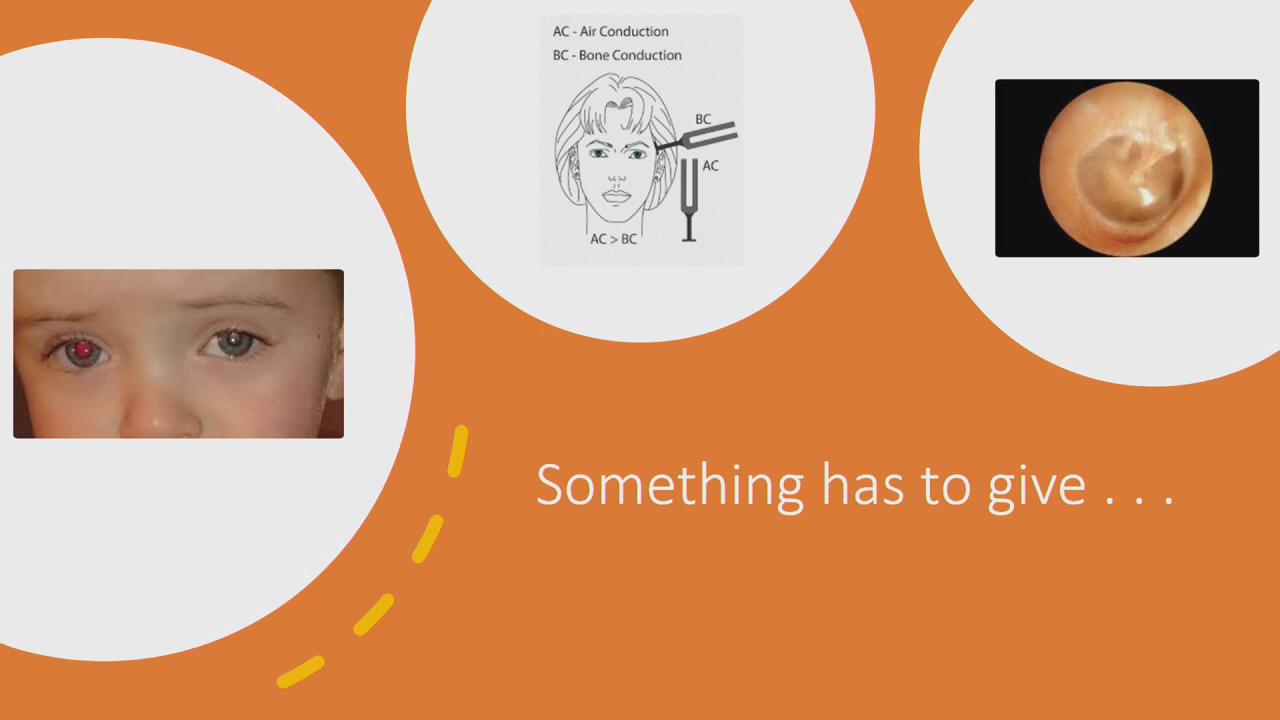 AC - Air Conduction
BC - Bone Conduction
BC
AC
AC > BC
Something has to give . . .